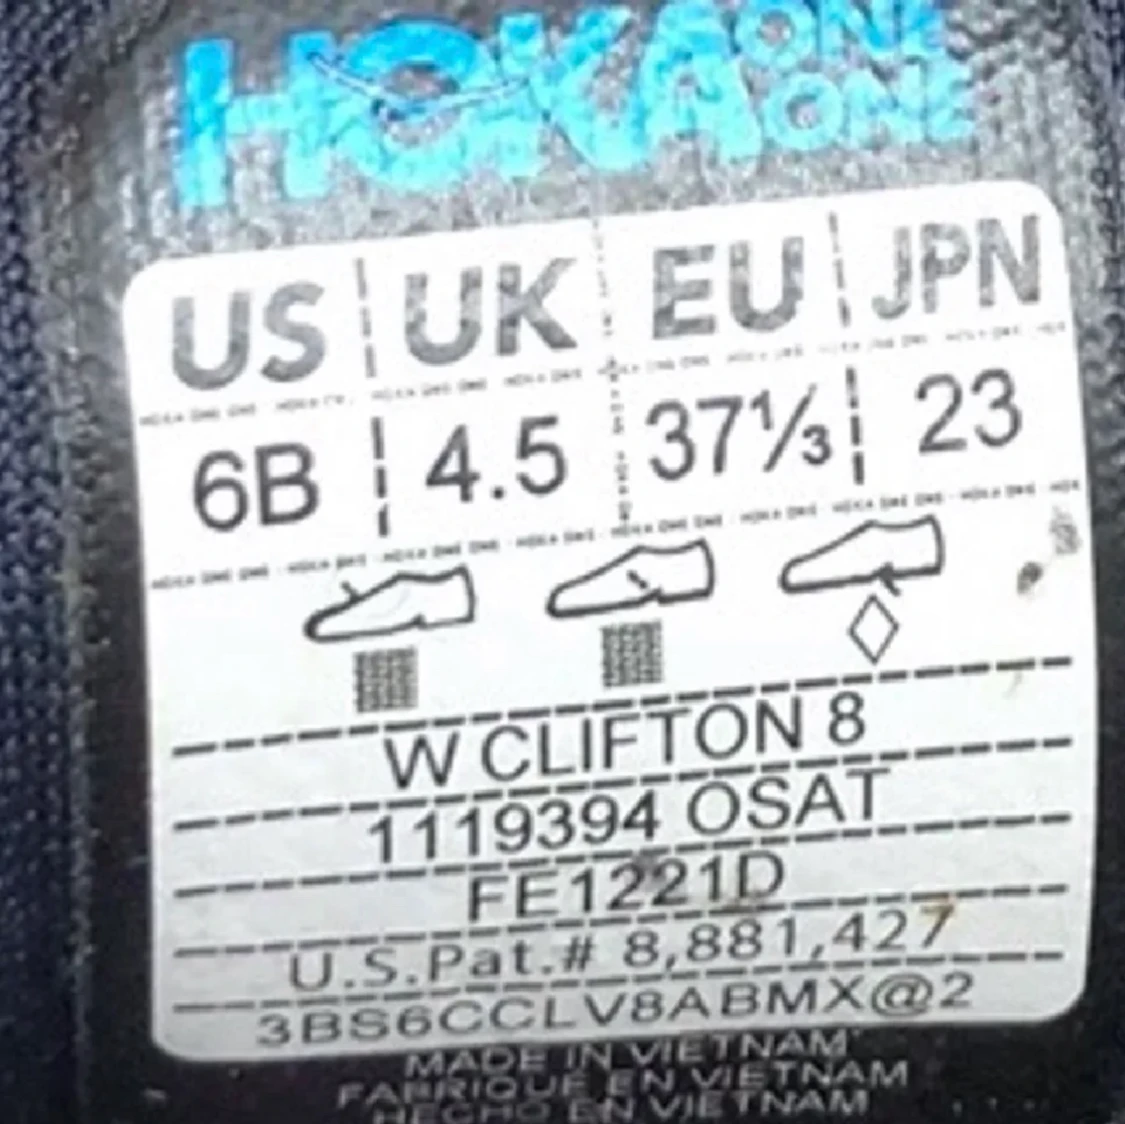 HOKA ONE ONE
US UK EU JPN
6B 4.5 37⅓ 23
W CLIFTON 8
1119394 OSAT
FE1221D
U.S.Pat.# 8,881,427
3BS6CCLV8ABMX@2
MADE IN VIETNAM
FABRIQUE EN VIETNAM
HECHO EN VIETNAM